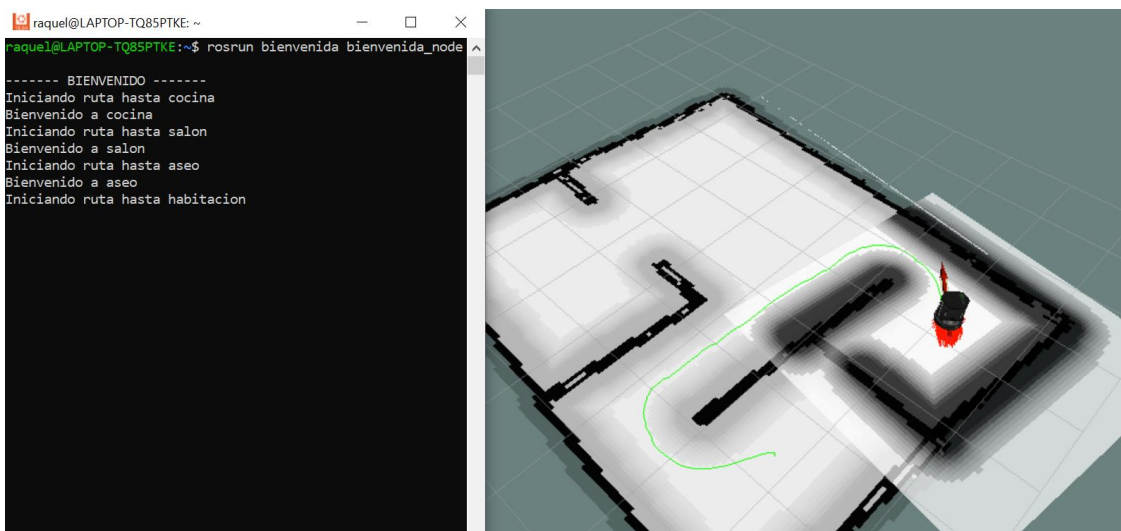 raquel@LAPTOP-TQ85PTKE: ~
raquel@LAPTOP-TQ85PTKE:~$ rosrun bienvenida bienvenida_node
------- BIENVENIDO -------
Iniciando ruta hasta cocina
Bienvenido a cocina
Iniciando ruta hasta salon
Bienvenido a salon
Iniciando ruta hasta aseo
Bienvenido a aseo
Iniciando ruta hasta habitacion